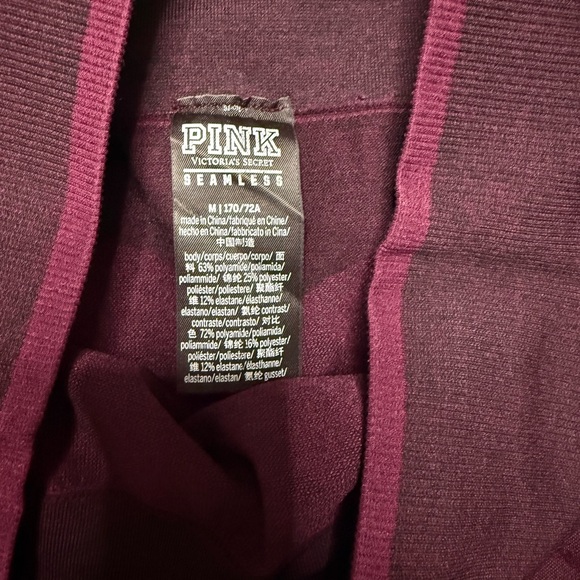 PINK
VICTORIA'S SECRET
SEAMLESS
M | 170/72A
made in China/fabriqué en Chine/
hecho en China/fabbricato in Cina/
中国制造
body/corps/cuerpo/corpo/ 面
料 63% polyamide/poliamida/
poliammide/ 锦纶 25% polyester/
poliéster/poliestere/ 聚酯纤
维 12% elastane/élasthanne/
elastano/elastan/ 氨纶 contrast/
contraste/contrasto/ 对比
色 72% polyamide/poliamida/
poliammide/ 锦纶 16% polyester/
poliéster/poliestere/ 聚酯纤
维 12% elastane/élasthanne/
elastano/elastan/ 氨纶 gusset/